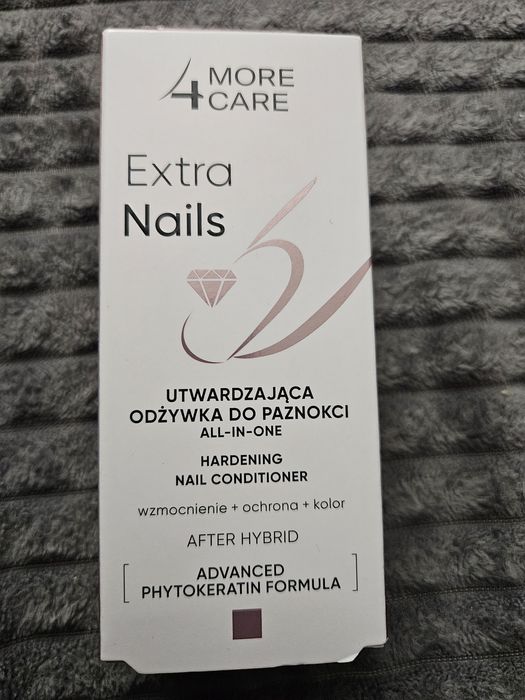 4 MORE
CARE
Extra
Nails
UTWARDZAJĄCA
ODŻYWKA DO PAZNOKCI
ALL-IN-ONE
HARDENING
NAIL CONDITIONER
wzmocnienie + ochrona + kolor
AFTER HYBRID
ADVANCED
PHYTOKERATIN FORMULA